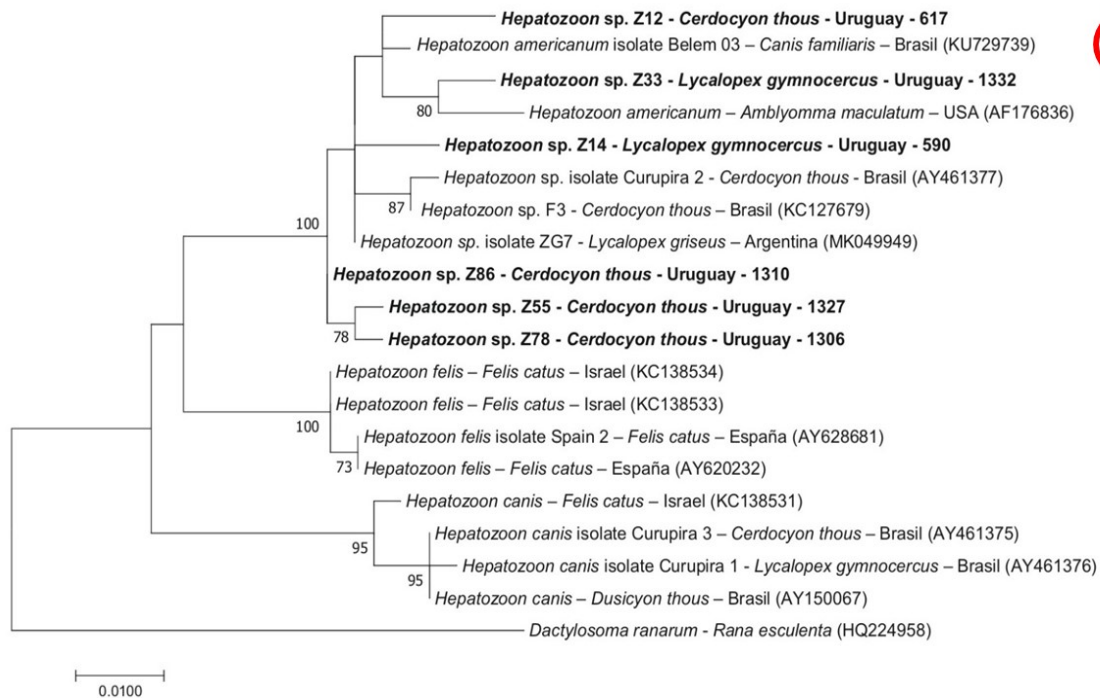 Hepatozoon sp. Z12 - Cerdocyon thous - Uruguay - 617
Hepatozoon americanum isolate Belem 03 – Canis familiaris – Brasil (KU729739)
Hepatozoon sp. Z33 - Lycalopex gymnocercus - Uruguay - 1332
80
Hepatozoon americanum – Amblyomma maculatum – USA (AF176836)
Hepatozoon sp. Z14 - Lycalopex gymnocercus - Uruguay - 590
Hepatozoon sp. isolate Curupira 2 - Cerdocyon thous - Brasil (AY461377)
87
Hepatozoon sp. F3 - Cerdocyon thous – Brasil (KC127679)
100
Hepatozoon sp. isolate ZG7 - Lycalopex griseus – Argentina (MK049949)
Hepatozoon sp. Z86 - Cerdocyon thous - Uruguay - 1310
Hepatozoon sp. Z55 - Cerdocyon thous - Uruguay - 1327
78
Hepatozoon sp. Z78 - Cerdocyon thous - Uruguay - 1306
Hepatozoon felis – Felis catus – Israel (KC138534)
Hepatozoon felis – Felis catus – Israel (KC138533)
100
Hepatozoon felis isolate Spain 2 – Felis catus – España (AY628681)
73
Hepatozoon felis – Felis catus – España (AY620232)
Hepatozoon canis – Felis catus – Israel (KC138531)
95
Hepatozoon canis isolate Curupira 3 – Cerdocyon thous – Brasil (AY461375)
95
Hepatozoon canis isolate Curupira 1 - Lycalopex gymnocercus – Brasil (AY461376)
Hepatozoon canis – Dusicyon thous – Brasil (AY150067)
Dactylosoma ranarum - Rana esculenta (HQ224958)
0.0100